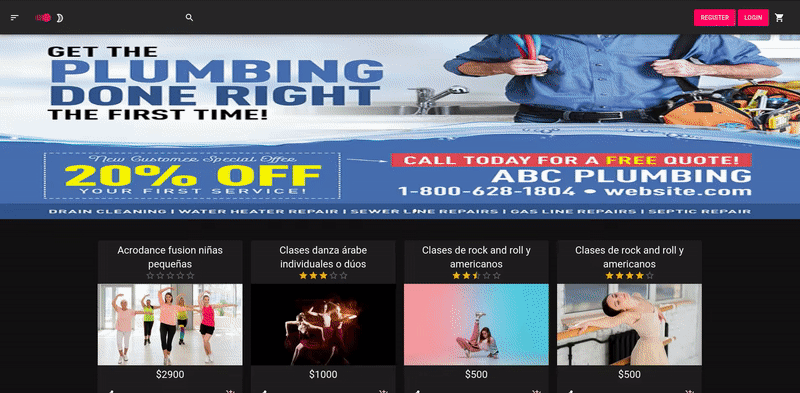 REGISTER
LOGIN
GET THE
PLUMBING
DONE RIGHT
THE FIRST TIME!
New Customer Special Offer
20% OFF
YOUR FIRST SERVICE!
CALL TODAY FOR A FREE QUOTE!
ABC PLUMBING
1-800-628-1804 • website.com
DRAIN CLEANING | WATER HEATER REPAIR | SEWER LINE REPAIRS | GAS LINE REPAIRS | SEPTIC REPAIR
Acrodance fusion niñas
pequeñas
$2900
Clases danza árabe
individuales o dúos
$1000
Clases de rock and roll y
americanos
$500
Clases de rock and roll y
americanos
$500